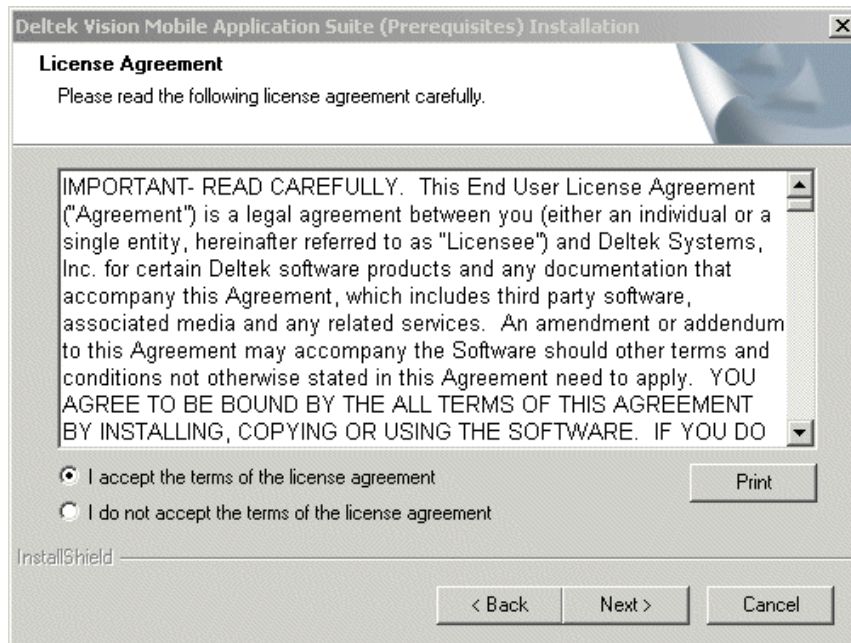 Deltek Vision Mobile Application Suite (Prerequisites) Installation
License Agreement
Please read the following license agreement carefully.
IMPORTANT- READ CAREFULLY.  This End User License Agreement
("Agreement") is a legal agreement between you (either an individual or a
single entity, hereinafter referred to as "Licensee") and Deltek Systems,
Inc. for certain Deltek software products and any documentation that
accompany this Agreement, which includes third party software,
associated media and any related services.  An amendment or addendum
to this Agreement may accompany the Software should other terms and
conditions not otherwise stated in this Agreement need to apply.  YOU
AGREE TO BE BOUND BY THE ALL TERMS OF THIS AGREEMENT
BY INSTALLING, COPYING OR USING THE SOFTWARE.  IF YOU DO
I accept the terms of the license agreement
Print
I do not accept the terms of the license agreement
InstallShield
< Back Next > Cancel